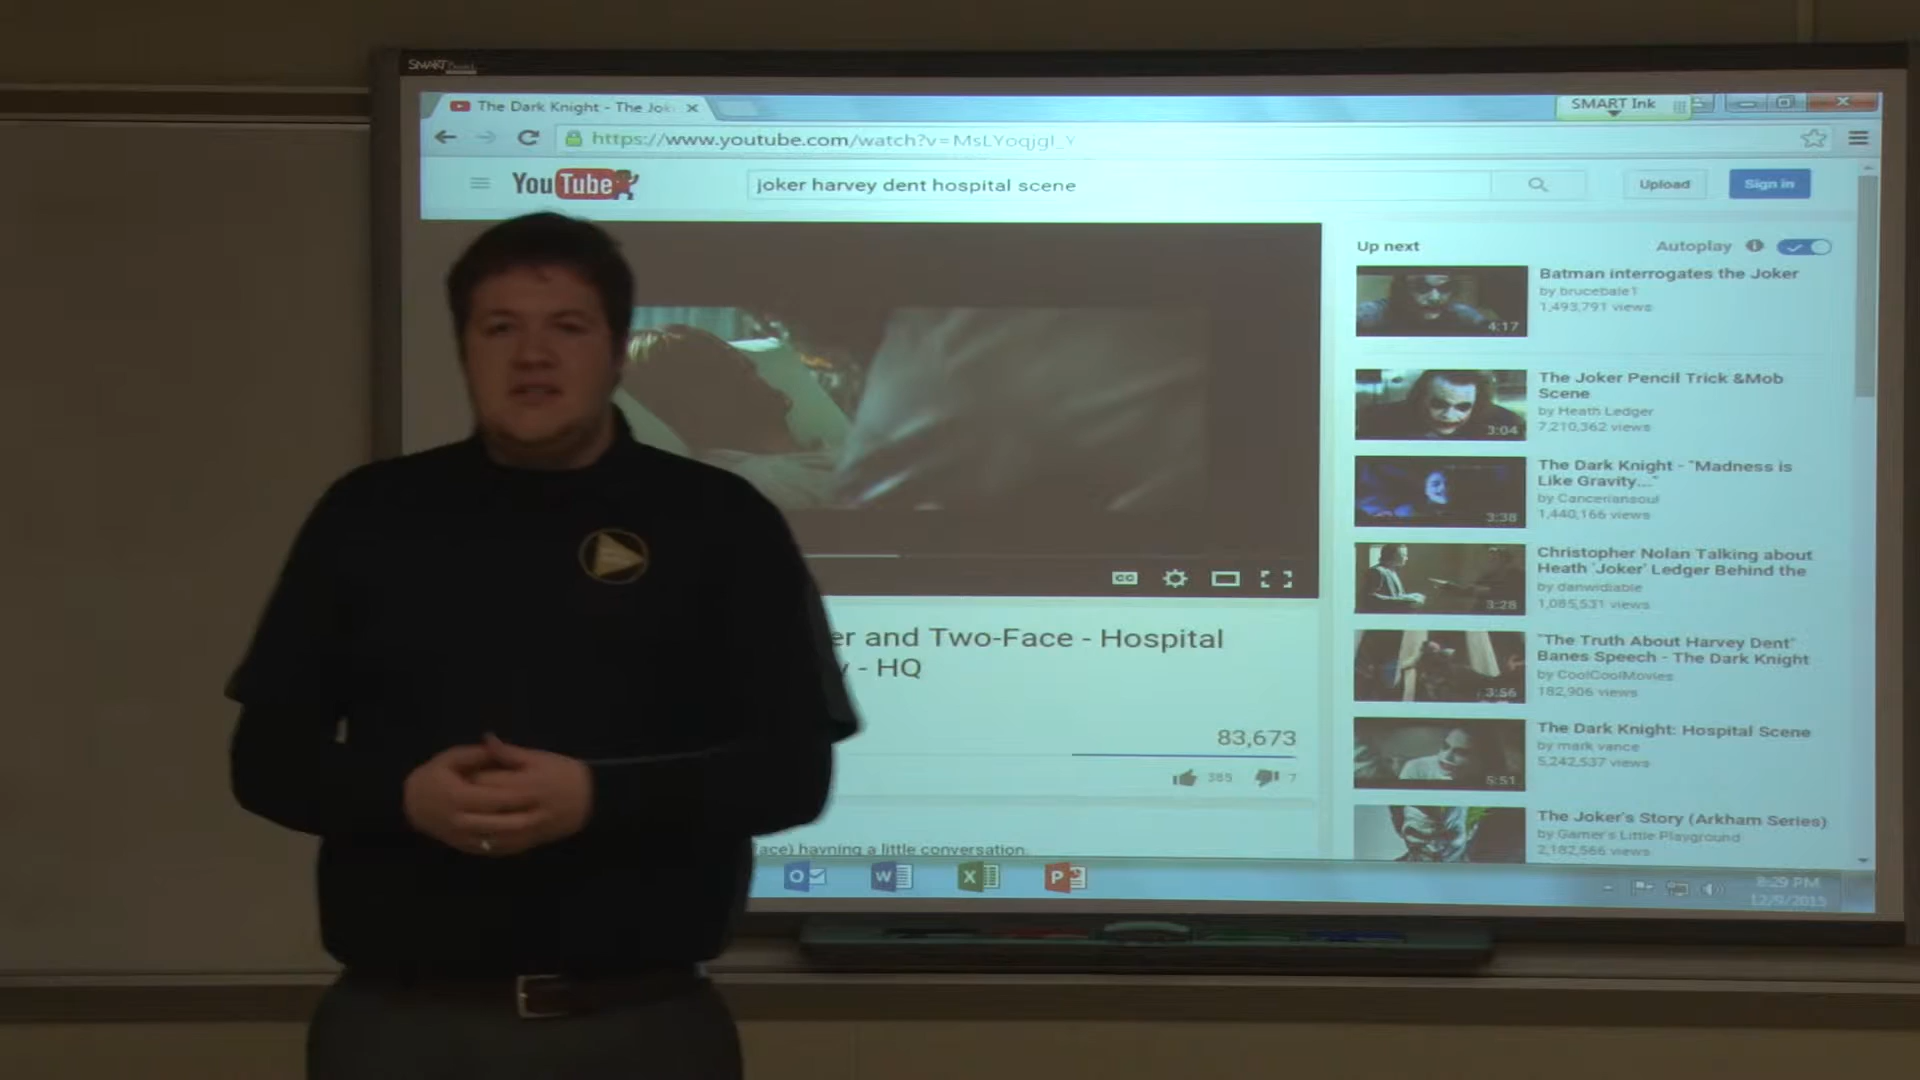 SMART
The Dark Knight - The Jok
SMART Ink
https://www.youtube.com/watch?v=MsLYoqjgI_Y
YouTube
joker harvey dent hospital scene
Upload
Sign in
Up next
Autoplay
Batman interrogates the Joker
by brucebale1
1,493,791 views
4:17
The Joker Pencil Trick &Mob
Scene
by Heath Ledger
7,210,362 views
3:04
The Dark Knight - "Madness is
Like Gravity...."
by Canceriansoul
1,440,166 views
3:38
Christopher Nolan Talking about
Heath 'Joker' Ledger Behind the
by danwidiable
1,085,531 views
3:28
"The Truth About Harvey Dent"
Banes Speech - The Dark Knight
by CoolCoolMovies
182,906 views
3:56
The Dark Knight: Hospital Scene
by mark vance
5,242,537 views
5:51
The Joker's Story (Arkham Series)
by Gamer's Little Playground
2,182,566 views
CC
er and Two-Face - Hospital
- HQ
83,673
385
7
ace) havning a little conversation.
O
W
X
P
8:29 PM
12/9/2015